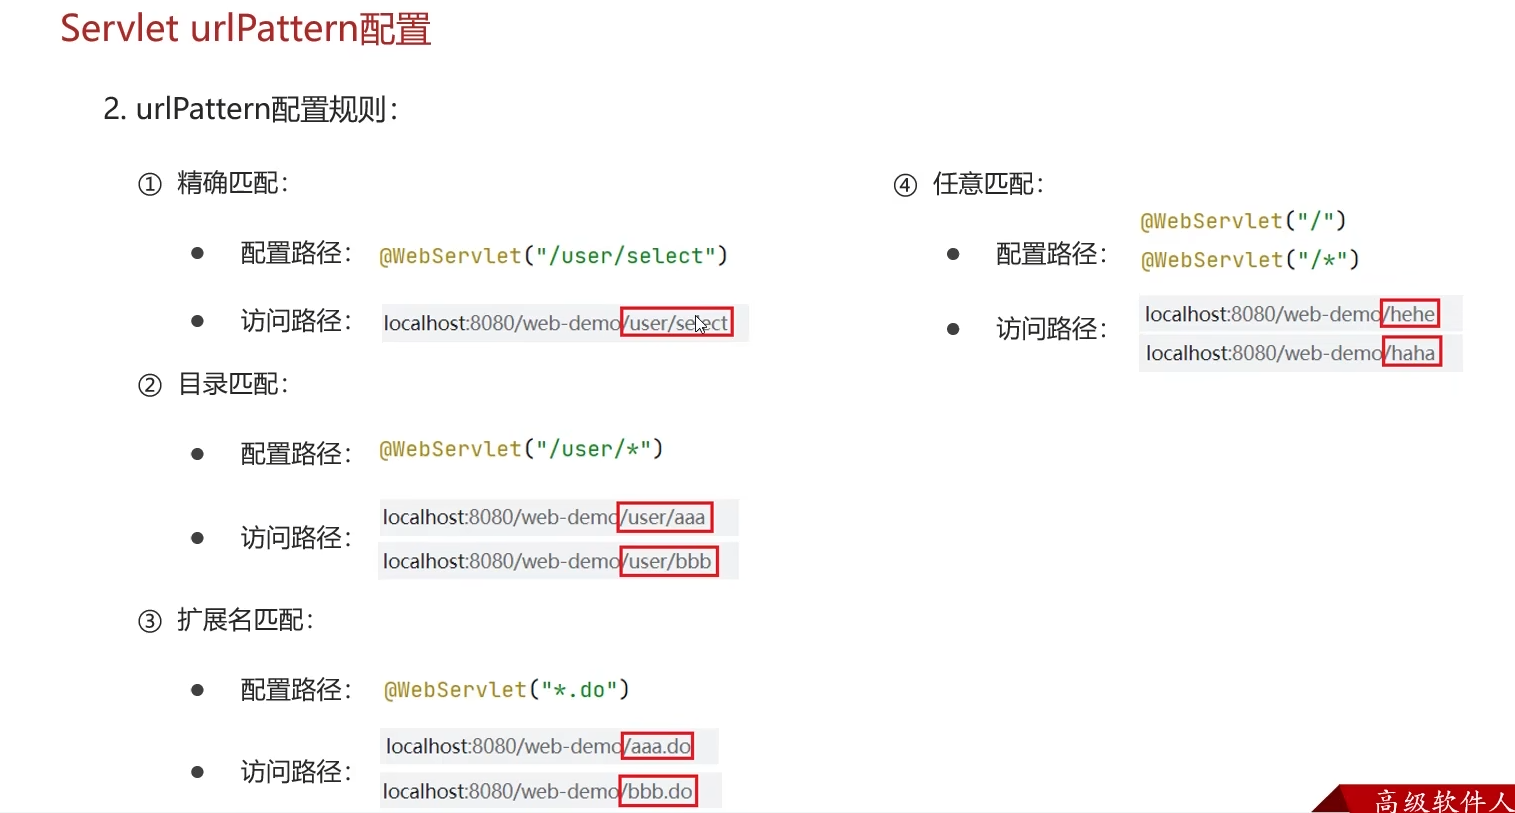 Servlet urlPattern配置
2. urlPattern配置规则：
① 精确匹配：
● 配置路径： @WebServlet("/user/select")
● 访问路径： localhost:8080/web-demo/user/select
② 目录匹配：
● 配置路径： @WebServlet("/user/*")
● 访问路径： localhost:8080/web-demo/user/aaa
localhost:8080/web-demo/user/bbb
③ 扩展名匹配：
● 配置路径： @WebServlet("*.do")
● 访问路径： localhost:8080/web-demo/aaa.do
localhost:8080/web-demo/bbb.do
④ 任意匹配：
@WebServlet("/")
● 配置路径： @WebServlet("/*")
● 访问路径： localhost:8080/web-demo/hehe
localhost:8080/web-demo/haha
高级软件人